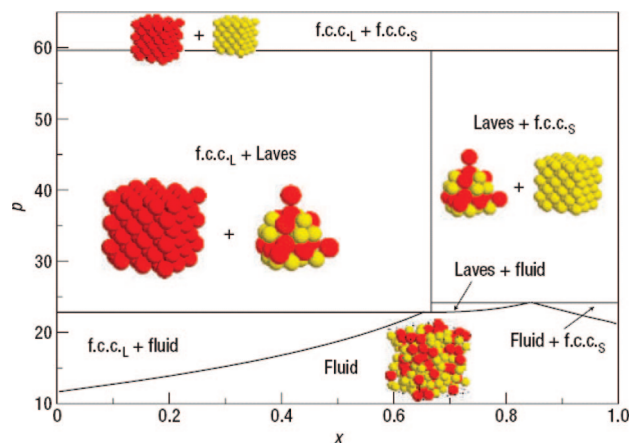 60
50
40
30
20
10
p
f.c.c.L + f.c.c.S
+
f.c.c.L + Laves
+
Laves + f.c.c.S
+
Laves + fluid
f.c.c.L + fluid
Fluid
Fluid + f.c.c.S
0 0.2 0.4 0.6 0.8 1.0
x